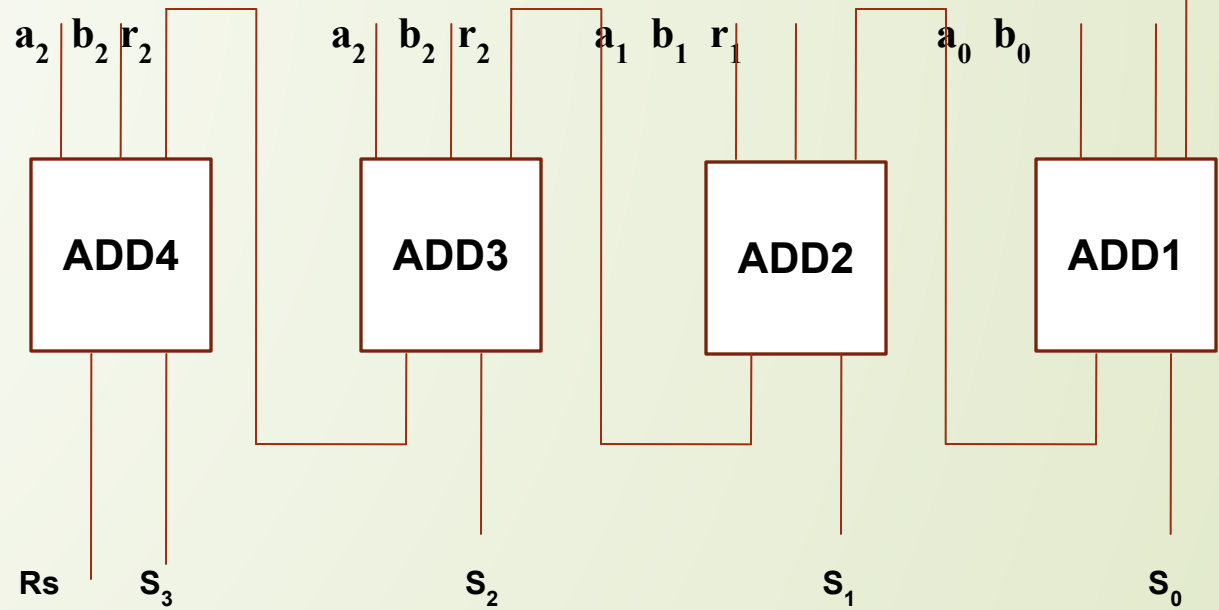 a₂ b₂ r₂ a₂ b₂ r₂ a₁ b₁ r₁ a₀ b₀
ADD4 ADD3 ADD2 ADD1
Rs S₃ S₂ S₁ S₀